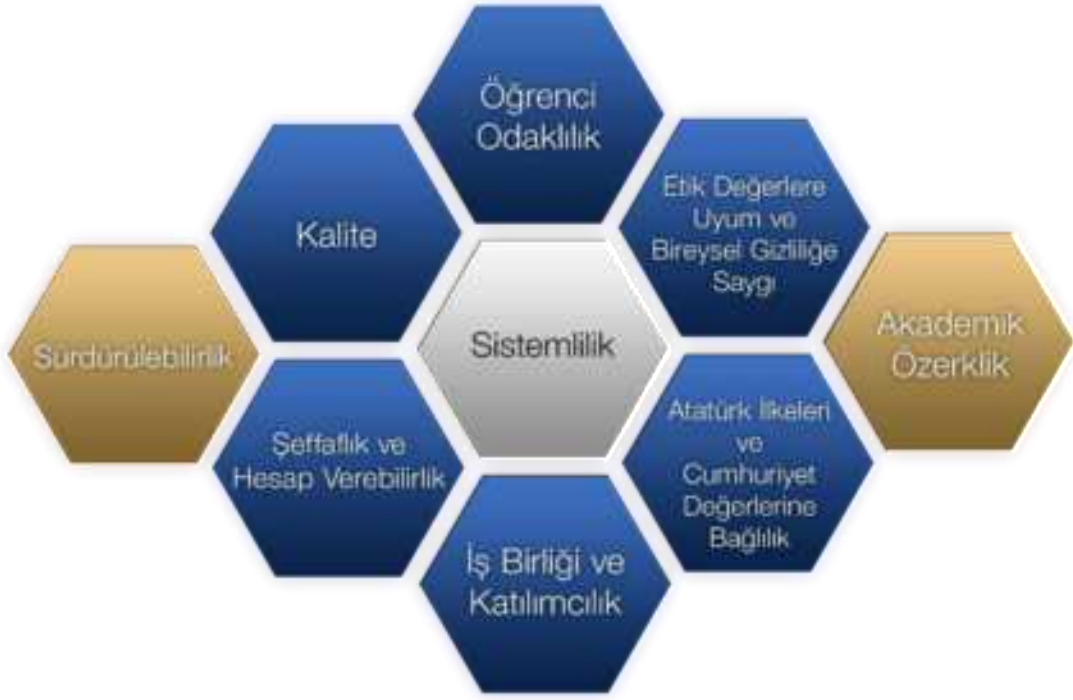 Öğrenci
Odaklılık
Kalite
Etik Değerlere
Uyum ve
Bireysel Gizliliğe
Saygı
Sürdürülebilirlik
Sistemlilik
Akademik
Özerklik
Şeffaflık ve
Hesap Verebilirlik
Atatürk İlkeleri
ve
Cumhuriyet
Değerlerine
Bağlılık
İş Birliği ve
Katılımcılık